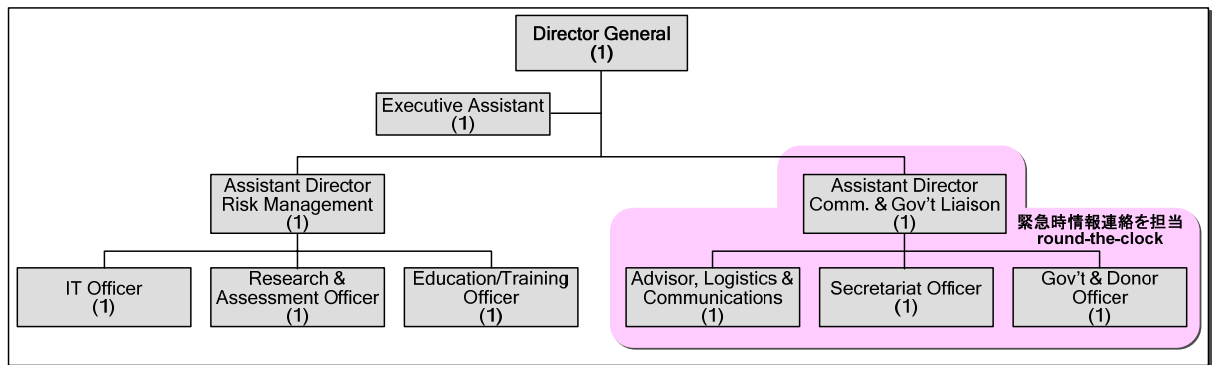 Director General
(1)
Executive Assistant
(1)
Assistant Director
Risk Management
(1)
Assistant Director
Comm. & Gov't Liaison
(1)
緊急時情報連絡を担当
round-the-clock
IT Officer
(1)
Research &
Assessment Officer
(1)
Education/Training
Officer
(1)
Advisor, Logistics &
Communications
(1)
Secretariat Officer
(1)
Gov't & Donor
Officer
(1)